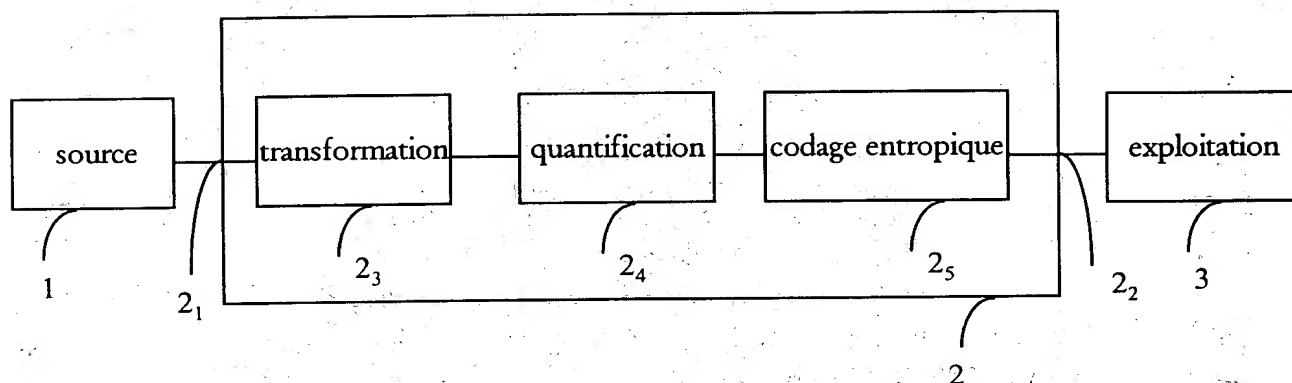 source
transformation
quantification
codage entropique
exploitation
1
2₁
2₃
2₄
2₅
2₂
3
2